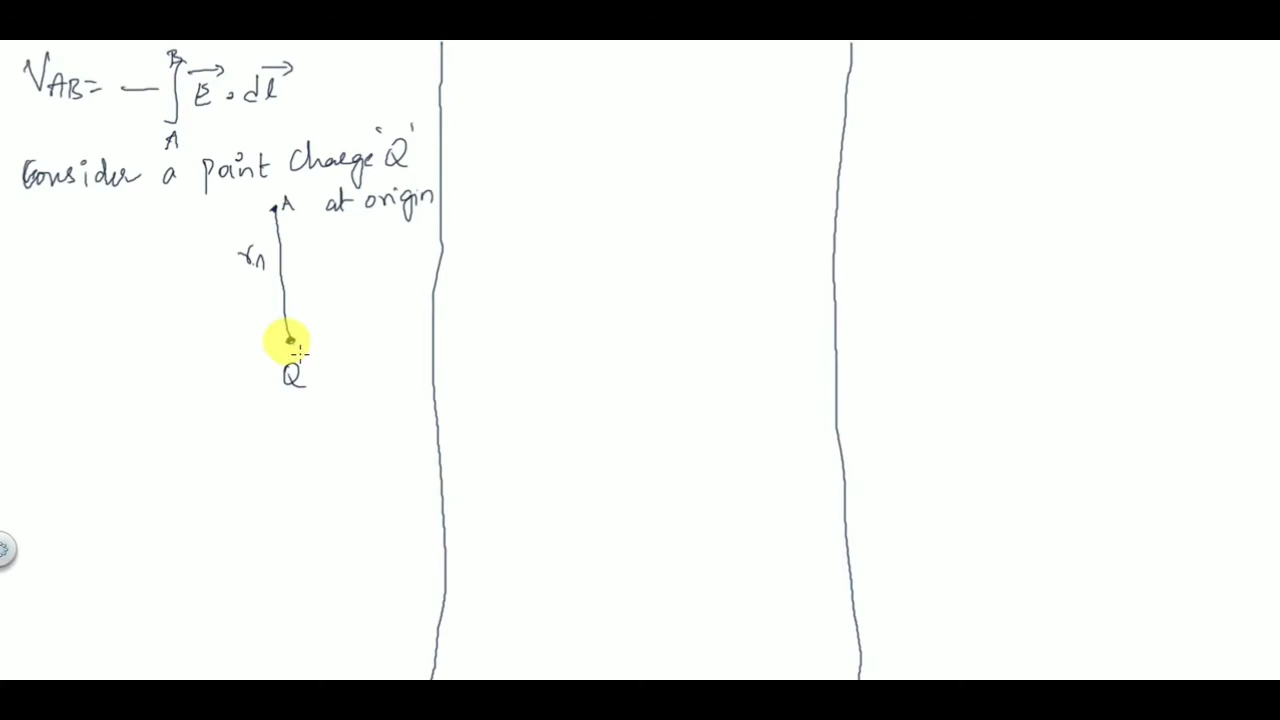 V_AB = - ∫_A^B E⃗ . dl⃗
Consider a point charge 'Q'
at origin
A
r_A
Q